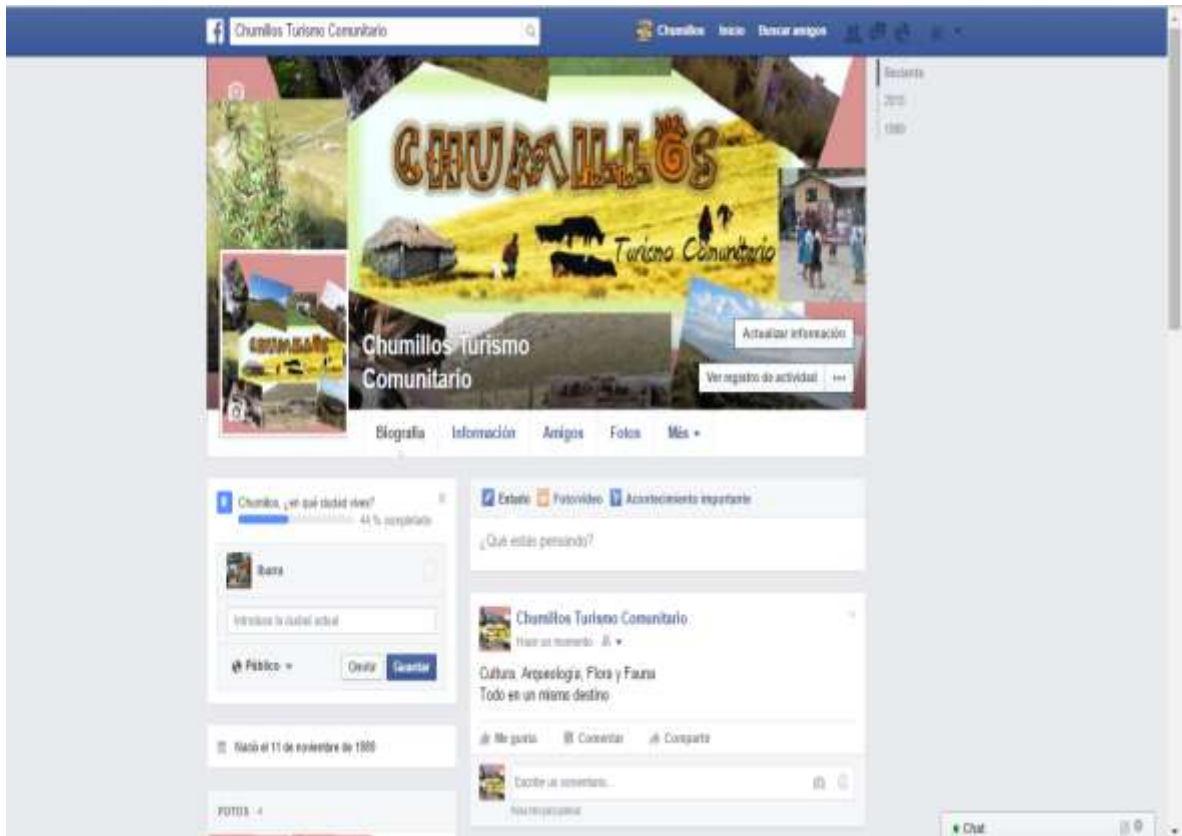 Chumillos Turismo Comunitario
Chumillos Inicio Buscar amigos
Reciente
2015
CHUMILLOS
Turismo Comunitario
CHUMILLOS
Chumillos Turismo
Comunitario
Actualizar información
Ver registro de actividad ...
Biografía Información Amigos Fotos Más
Chumillos, ¿en qué ciudad vives?
44 % completado
Ibarra
Introduce la ciudad actual
Público Omitir Guardar
Nació el 11 de noviembre de
FOTOS 4
Estado Foto/vídeo Acontecimiento importante
¿Qué estás pensando?
Chumillos Turismo Comunitario
Hace un momento
Cultura, Arqueología, Flora y Fauna
Todo en un mismo destino
Me gusta Comentar Compartir
Escribe un comentario...
Chat